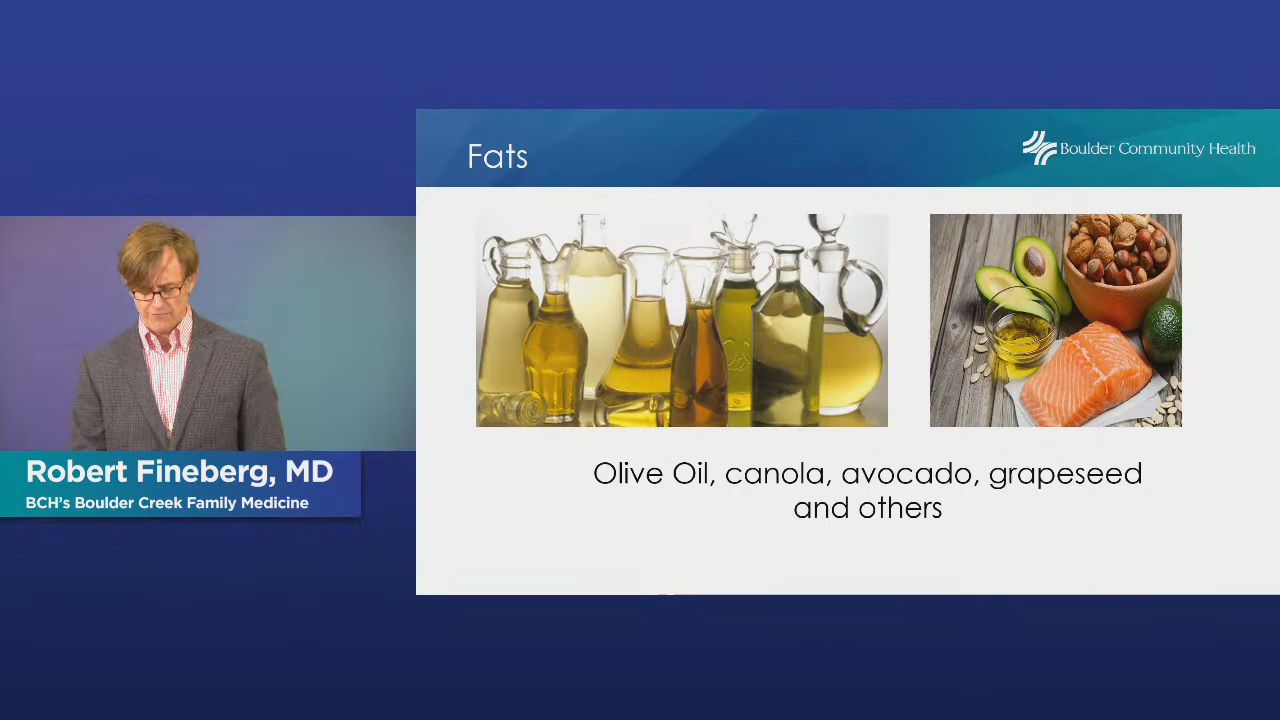 Fats
Boulder Community Health
Robert Fineberg, MD
BCH's Boulder Creek Family Medicine
Olive Oil, canola, avocado, grapeseed
and others